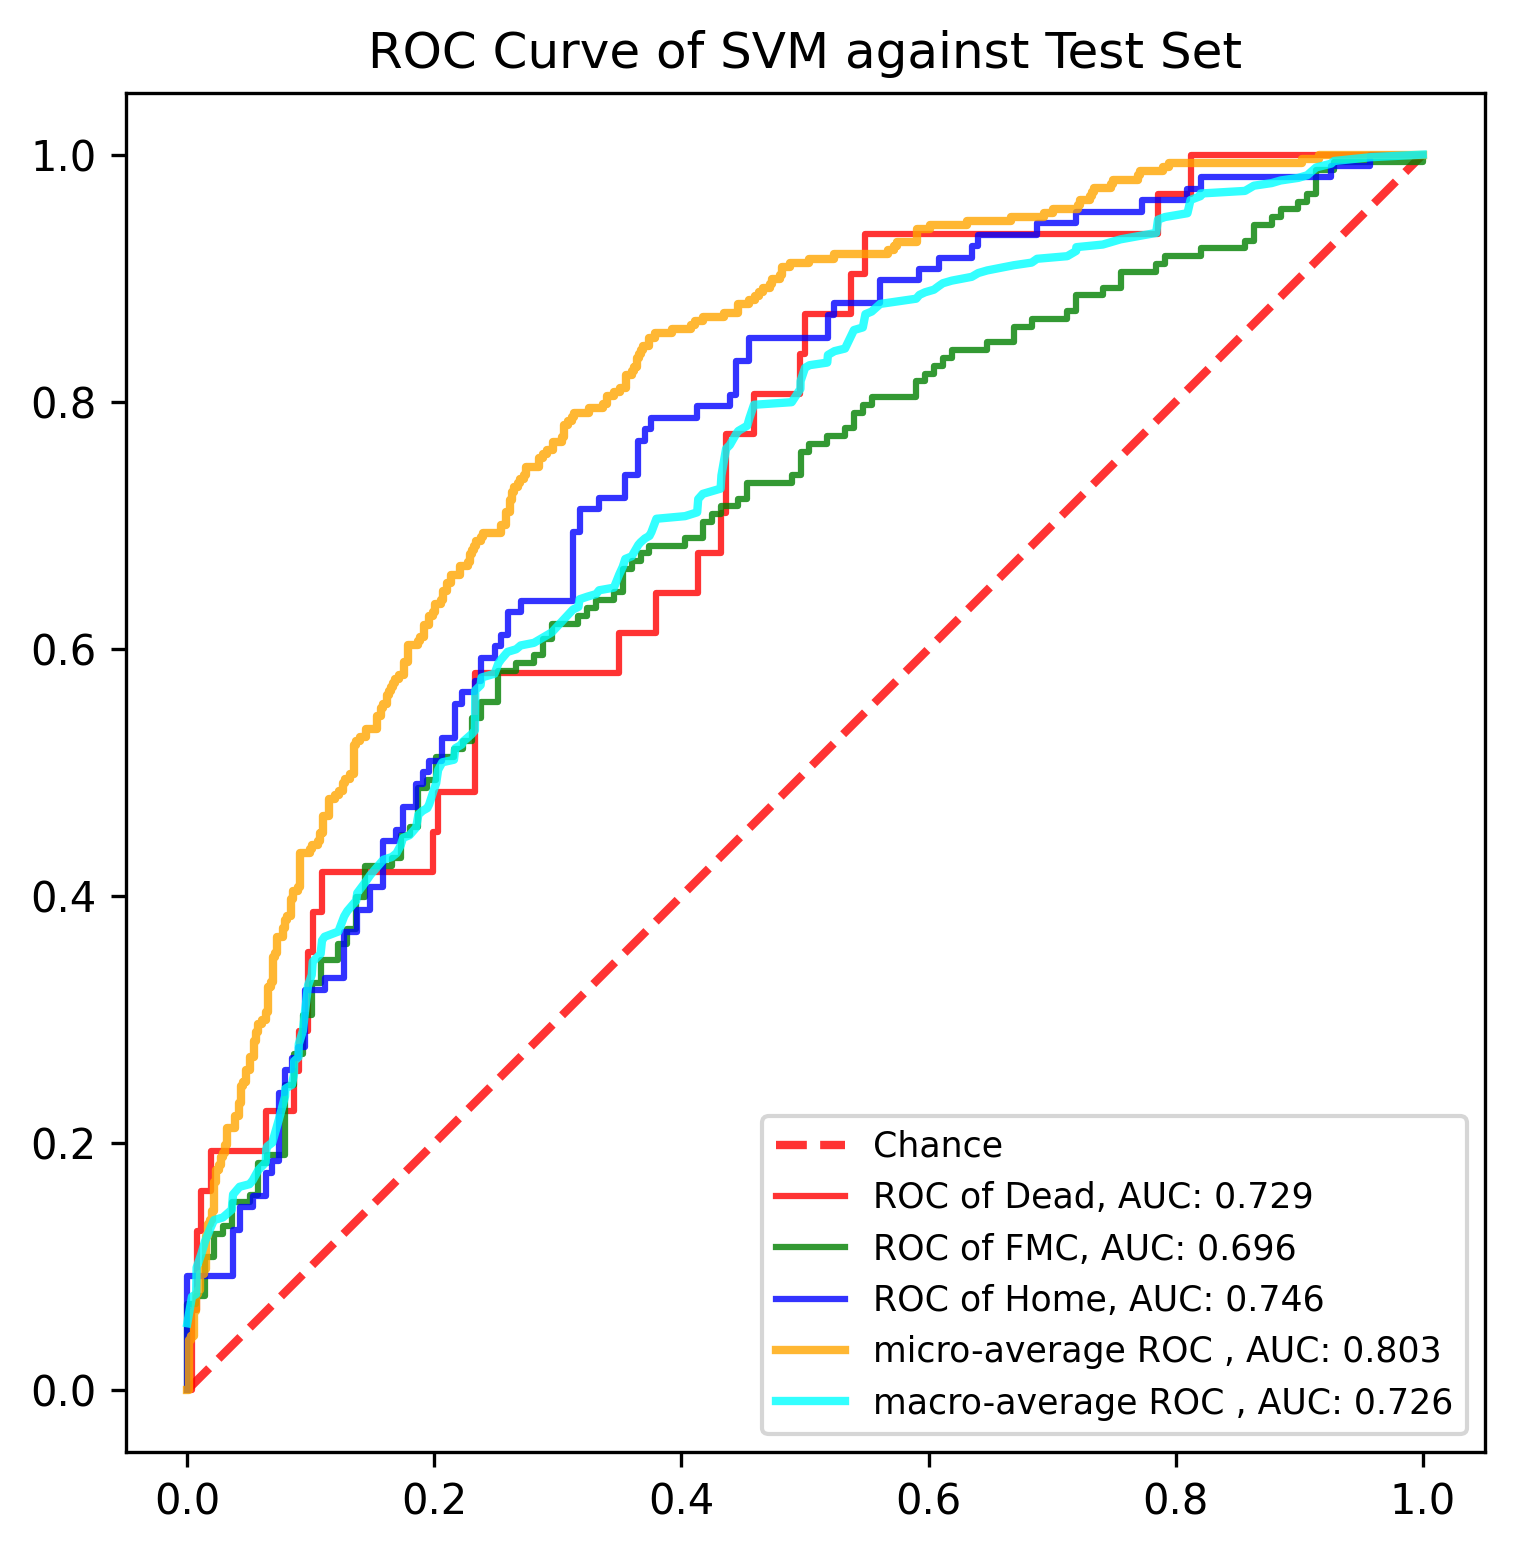 ROC Curve of SVM against Test Set
1.0
0.8
0.6
0.4
0.2
0.0
Chance
ROC of Dead, AUC: 0.729
ROC of FMC, AUC: 0.696
ROC of Home, AUC: 0.746
micro-average ROC , AUC: 0.803
macro-average ROC , AUC: 0.726
0.0 0.2 0.4 0.6 0.8 1.0